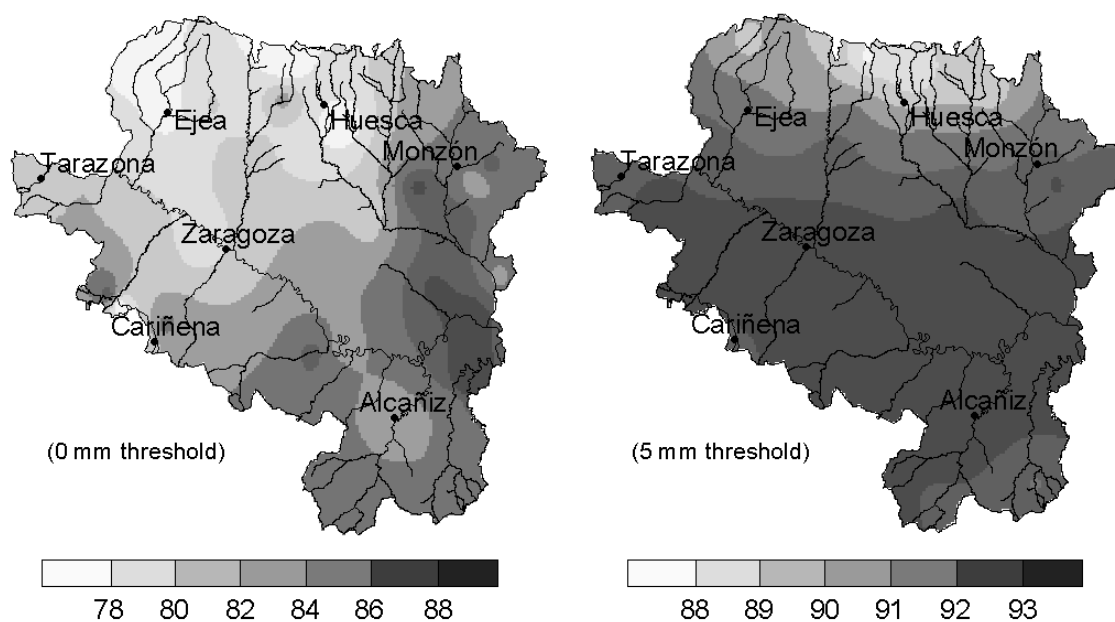 Ejea
Huesca
Tarazona
Monzón
Zaragoza
Cariñena
Alcañiz
(0 mm threshold)
78 80 82 84 86 88
Ejea
Huesca
Tarazona
Monzón
Zaragoza
Cariñena
Alcañiz
(5 mm threshold)
88 89 90 91 92 93